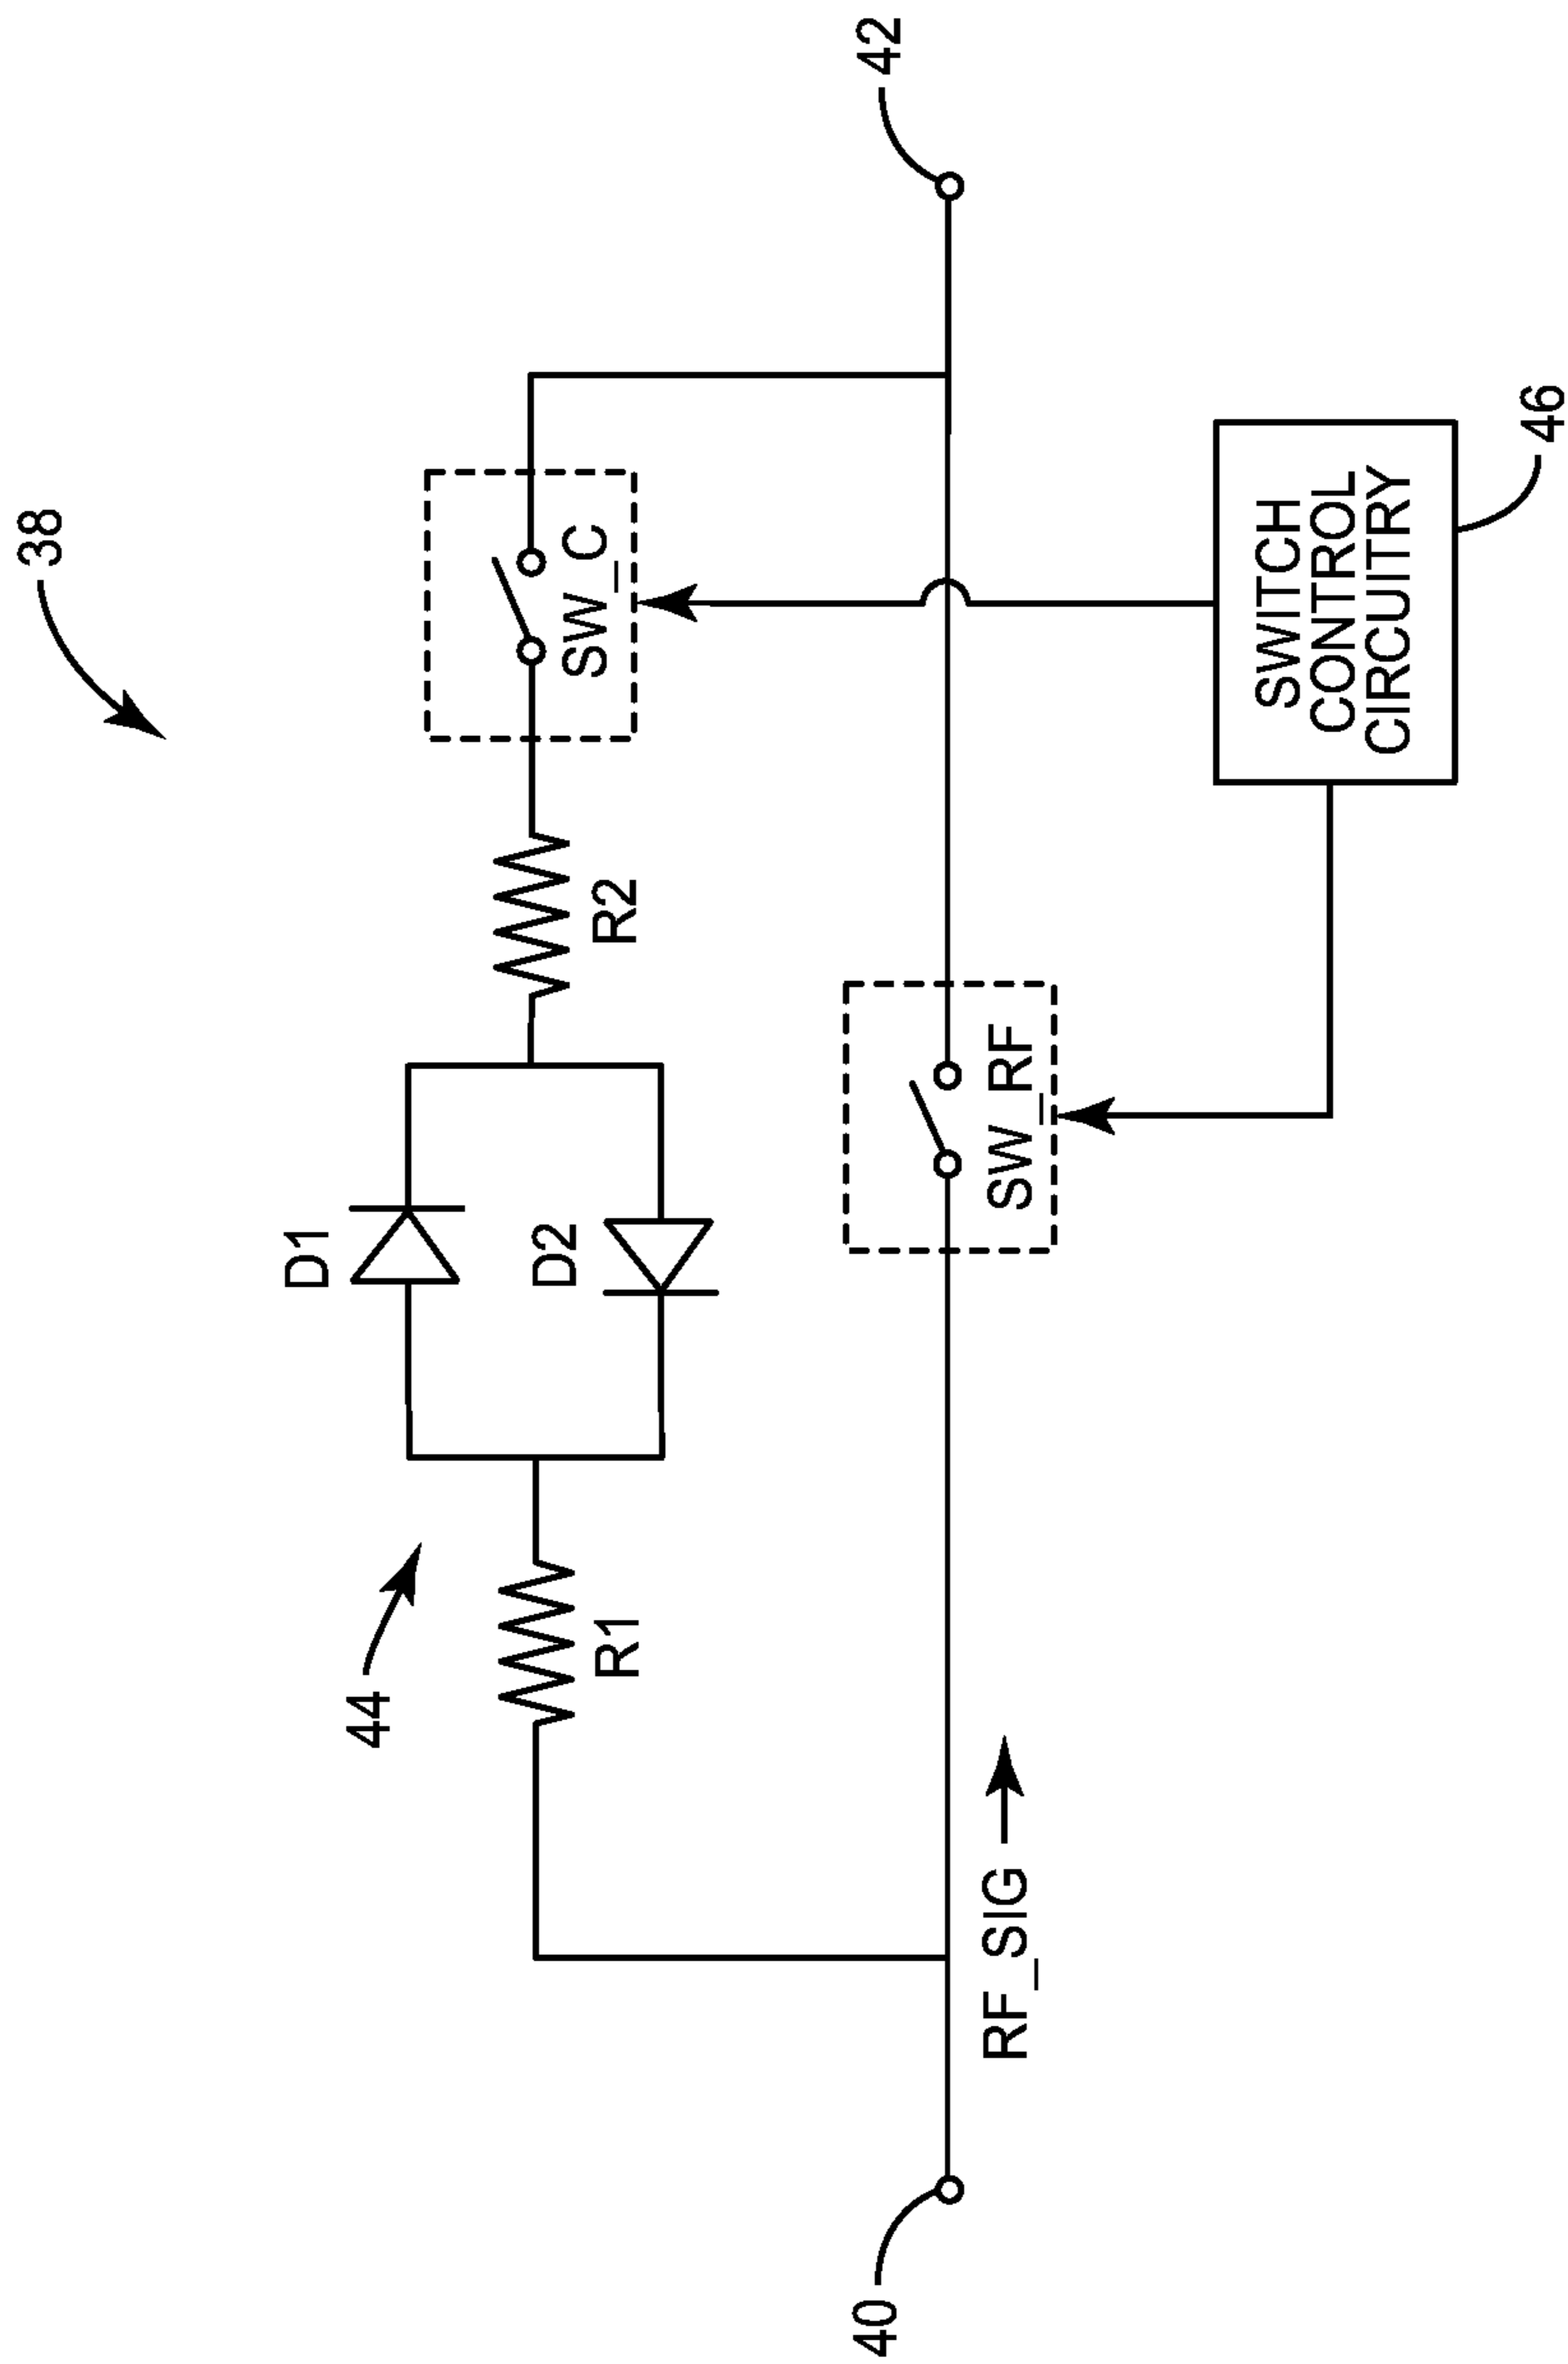 38
44
D1
D2
R1
R2
SW_C
40
42
RF_SIG
SW_RF
SWITCH
CONTROL
CIRCUITRY
46